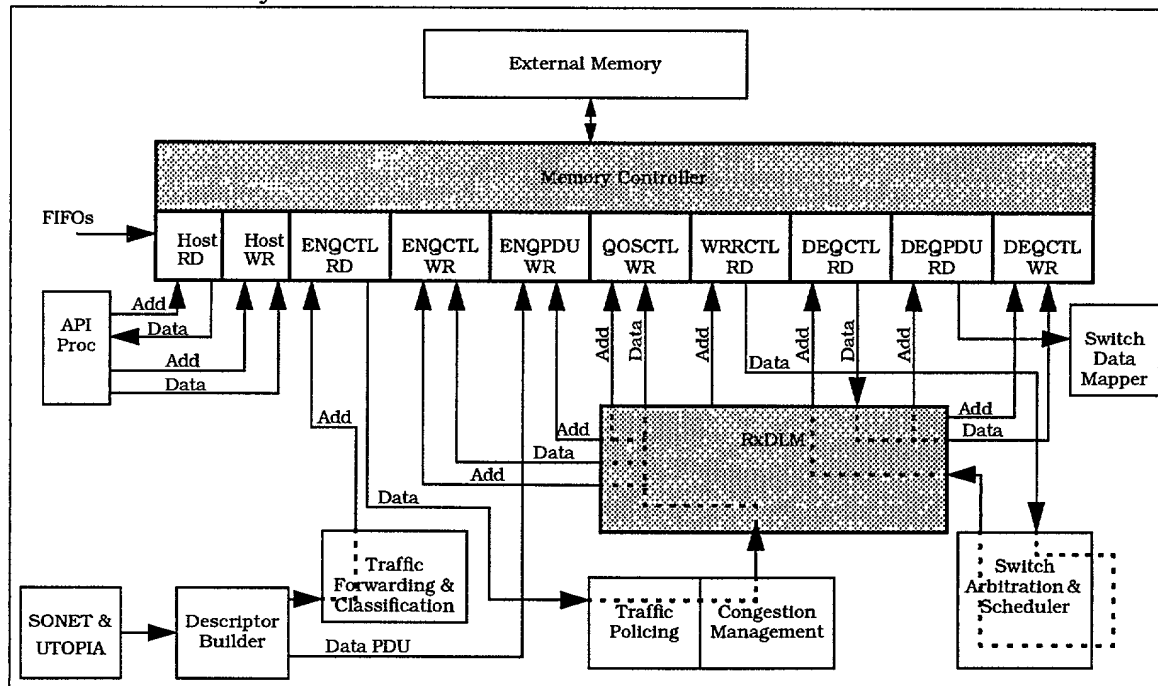 External Memory
Memory Controller
FIFOs
Host RD
Host WR
ENQCTL RD
ENQCTL WR
ENQPDU WR
QOSCTL WR
WRRCTL RD
DEQCTL RD
DEQPDU RD
DEQCTL WR
API Proc
Add
Data
Add
Data
Add
Data
Add
Data
Add
Add
Data
Add
Data
Add
Data
Add
Add
Data
Switch Data Mapper
RxDLM
Traffic Forwarding & Classification
Traffic Policing
Congestion Management
Switch Arbitration & Scheduler
SONET & UTOPIA
Descriptor Builder
Data PDU